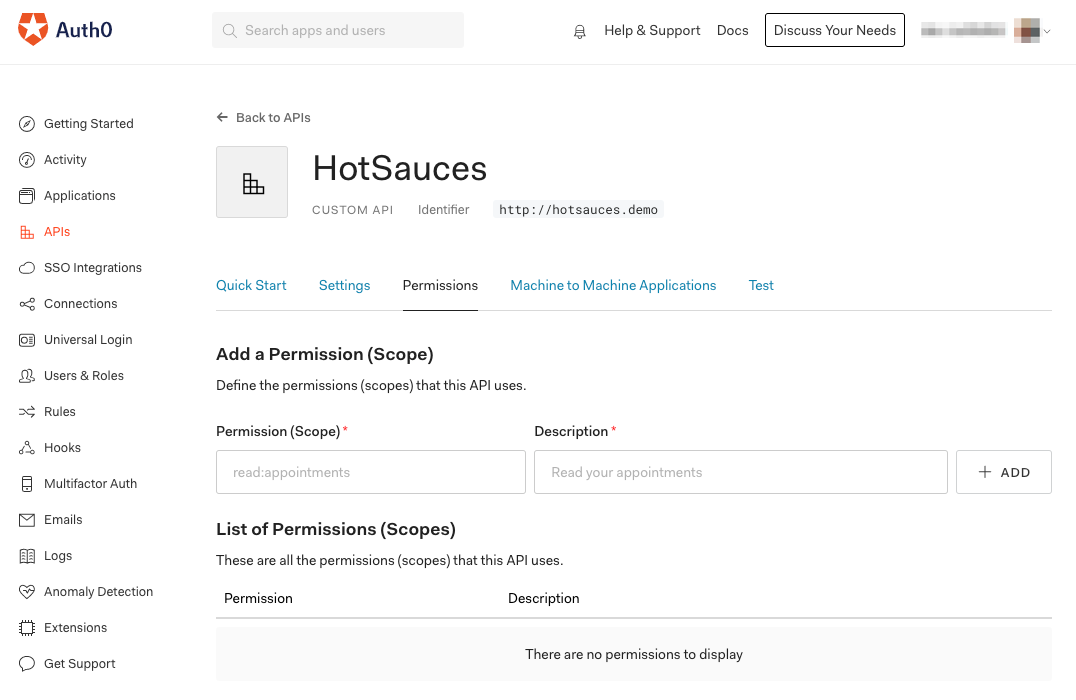 Auth0
Search apps and users
Help & Support
Docs
Discuss Your Needs
Getting Started
Activity
Applications
APIs
SSO Integrations
Connections
Universal Login
Users & Roles
Rules
Hooks
Multifactor Auth
Emails
Logs
Anomaly Detection
Extensions
Get Support
Back to APIs
HotSauces
CUSTOM API Identifier http://hotsauces.demo
Quick Start Settings Permissions Machine to Machine Applications Test
Add a Permission (Scope)
Define the permissions (scopes) that this API uses.
Permission (Scope) * Description *
read:appointments Read your appointments + ADD
List of Permissions (Scopes)
These are all the permissions (scopes) that this API uses.
Permission Description
There are no permissions to display